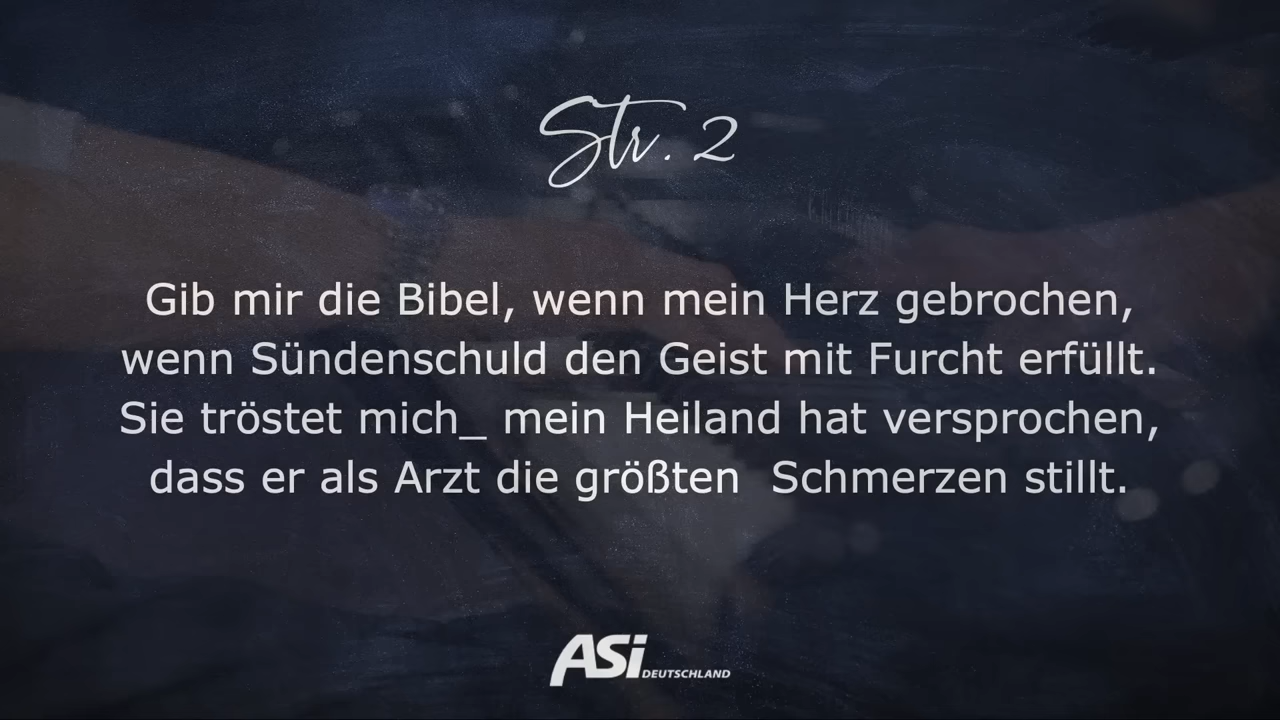 Str. 2
Gib mir die Bibel, wenn mein Herz gebrochen,
wenn Sündenschuld den Geist mit Furcht erfüllt.
Sie tröstet mich_ mein Heiland hat versprochen,
dass er als Arzt die größten  Schmerzen stillt.
ASi DEUTSCHLAND